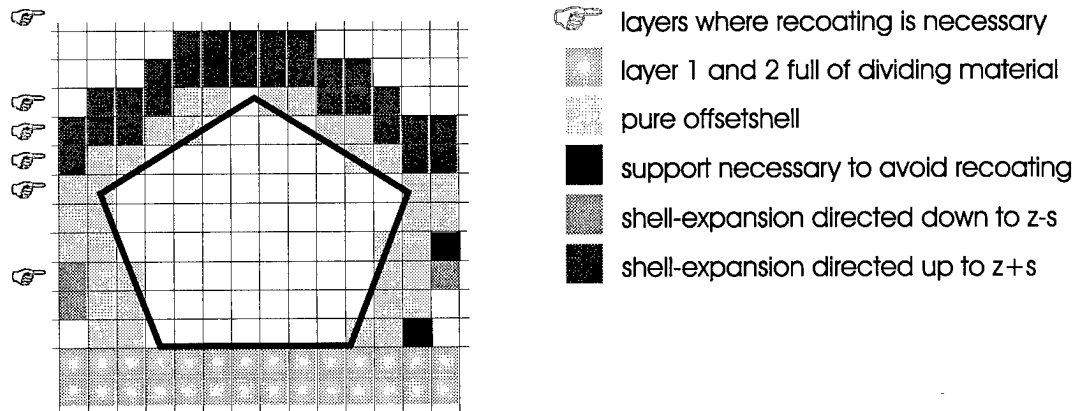 layers where recoating is necessary
layer 1 and 2 full of dividing material
pure offsetshell
support necessary to avoid recoating
shell-expansion directed down to z-s
shell-expansion directed up to z+s